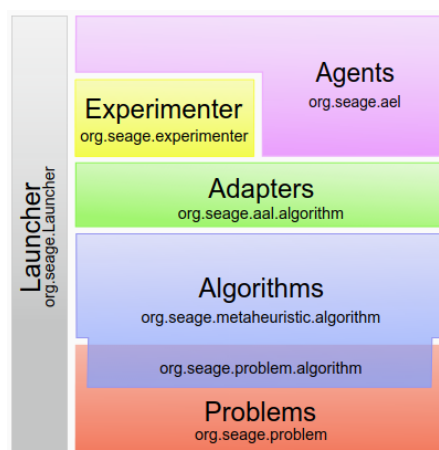 Launcher
org.seage.Launcher
Agents
org.seage.ael
Experimenter
org.seage.experimenter
Adapters
org.seage.aal.algorithm
Algorithms
org.seage.metaheuristic.algorithm
org.seage.problem.algorithm
Problems
org.seage.problem